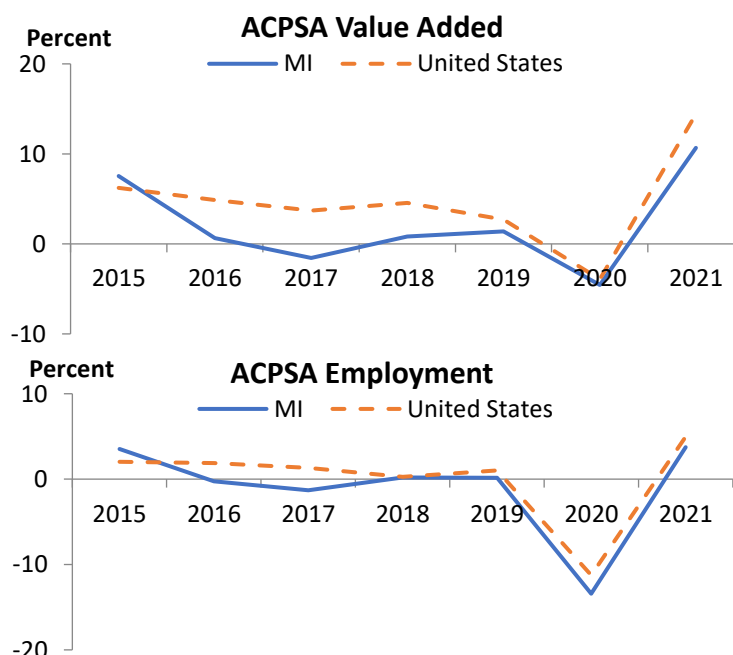 ACPSA Value Added
Percent
MI United States
20
10
0
2015 2016 2017 2018 2019 2020 2021
-10
Percent
ACPSA Employment
10
MI United States
0
2015 2016 2017 2018 2019 2020 2021
-10
-20